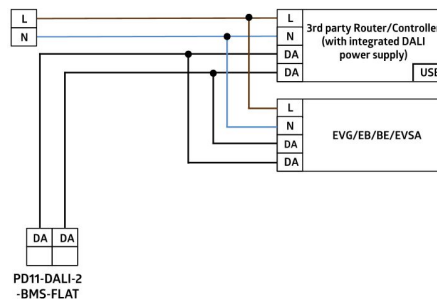 L
N
L
N
DA
DA
3rd party Router/Controller
(with integrated DALI
power supply)
USB
L
N
DA
DA
EVG/EB/BE/EVSA
DA DA
PD11-DALI-2
-BMS-FLAT